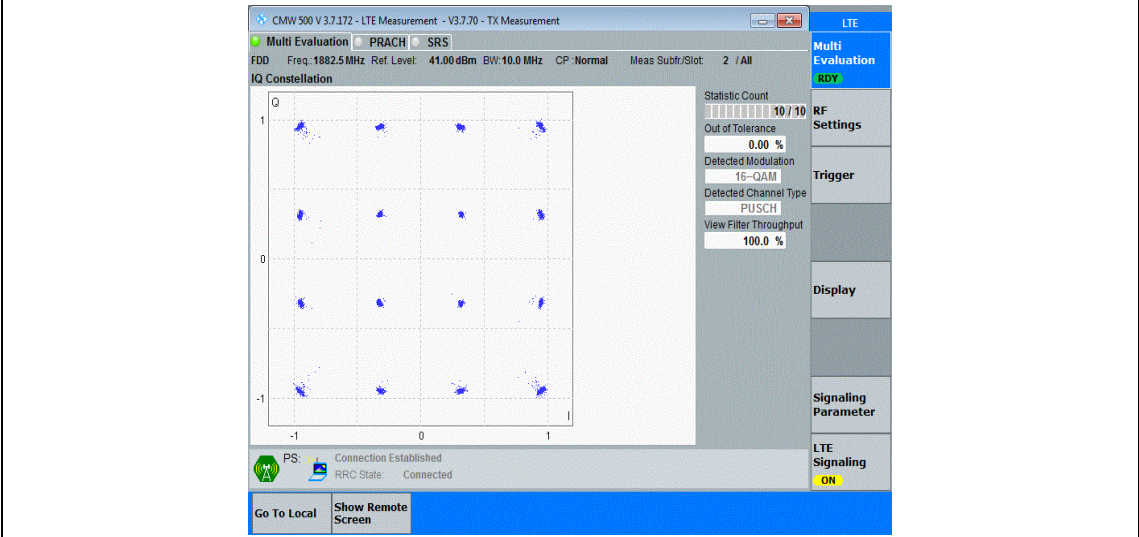 CMW 500 V 3.7.172 - LTE Measurement - V3.7.70 - TX Measurement
LTE
Multi Evaluation PRACH SRS
FDD Freq.:1882.5 MHz Ref. Level: 41.00 dBm BW:10.0 MHz CP :Normal Meas Subfr./Slot: 2 / All
IQ Constellation
Q
1
0
-1
-1 0 1
I
Statistic Count
10 / 10
Out of Tolerance
0.00 %
Detected Modulation
16-QAM
Detected Channel Type
PUSCH
View Filter Throughput
100.0 %
Multi
Evaluation
RDY
RF
Settings
Trigger
Display
Signaling
Parameter
LTE
Signaling
ON
PS: Connection Established
RRC State: Connected
Go To Local
Show Remote
Screen